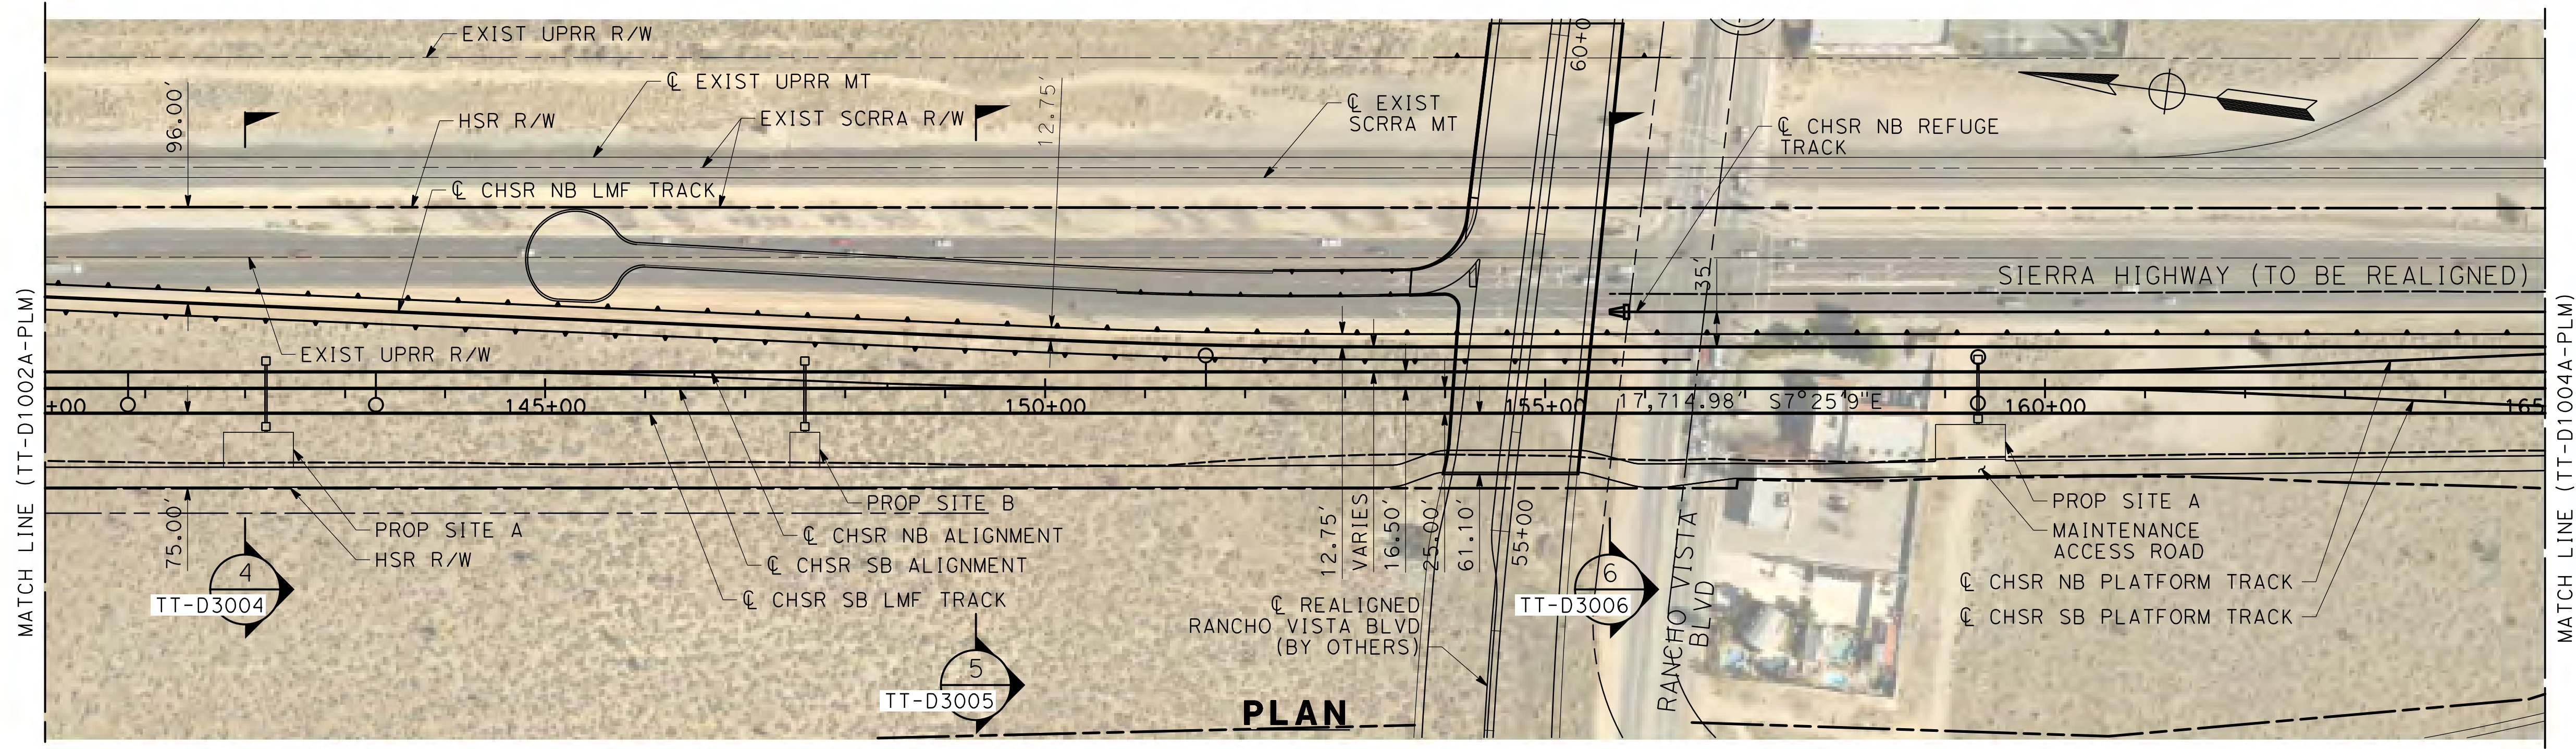 MATCH LINE (TT-D1002A-PLM)
EXIST UPRR R/W
℄ EXIST UPRR MT
96.00'
HSR R/W
EXIST SCRRA R/W
℄ CHSR NB LMF TRACK
12.75'
℄ EXIST
SCRRA MT
60+0
℄ CHSR NB REFUGE
TRACK
35'
SIERRA HIGHWAY (TO BE REALIGNED)
EXIST UPRR R/W
+00
145+00
150+00
155+00
17,714.98' S7°25'9"E
160+00
165
75.00'
PROP SITE A
HSR R/W
PROP SITE B
℄ CHSR NB ALIGNMENT
℄ CHSR SB ALIGNMENT
℄ CHSR SB LMF TRACK
4
TT-D3004
5
TT-D3005
12.75'
VARIES
16.50'
25.00'
61.10'
55+00
℄ REALIGNED
RANCHO VISTA BLVD
(BY OTHERS)
6
TT-D3006
RANCHO VISTA
BLVD
PROP SITE A
MAINTENANCE
ACCESS ROAD
℄ CHSR NB PLATFORM TRACK
℄ CHSR SB PLATFORM TRACK
PLAN
MATCH LINE (TT-D1004A-PLM)